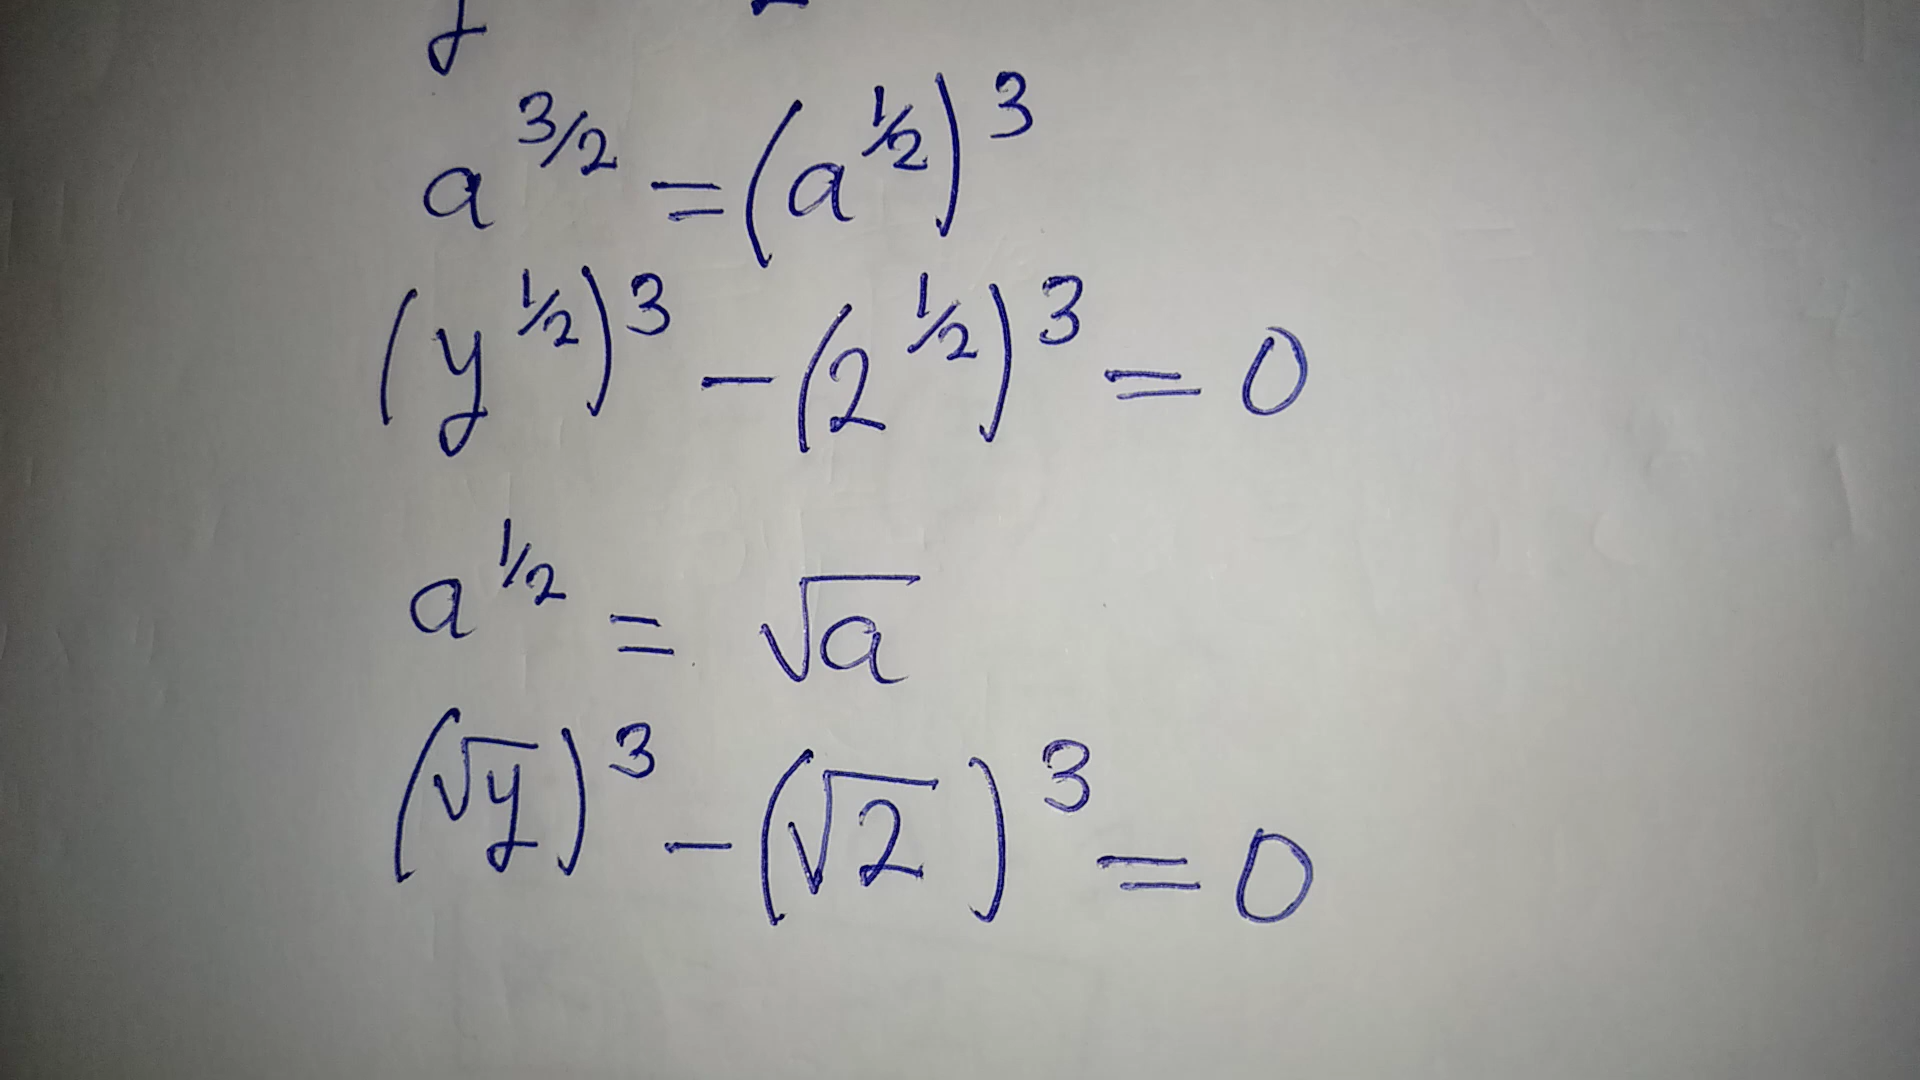 a^{3/2} = (a^{1/2})^3
(y^{1/2})^3 - (2^{1/2})^3 = 0
a^{1/2} = √a
(√y)^3 - (√2)^3 = 0